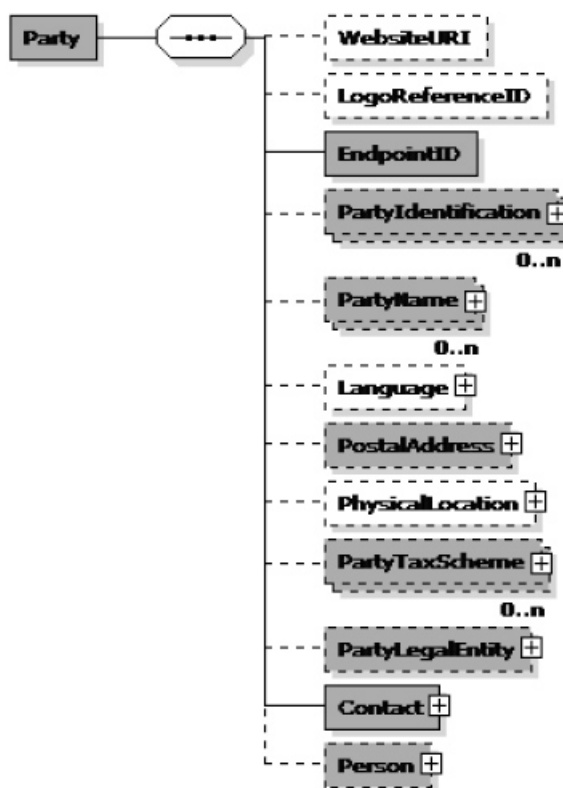 Party
WebsiteURI
LogoReferenceID
EndpointID
PartyIdentification
0..n
PartyName
0..n
Language
PostalAddress
PhysicalLocation
PartyTaxScheme
0..n
PartyLegalEntity
Contact
Person